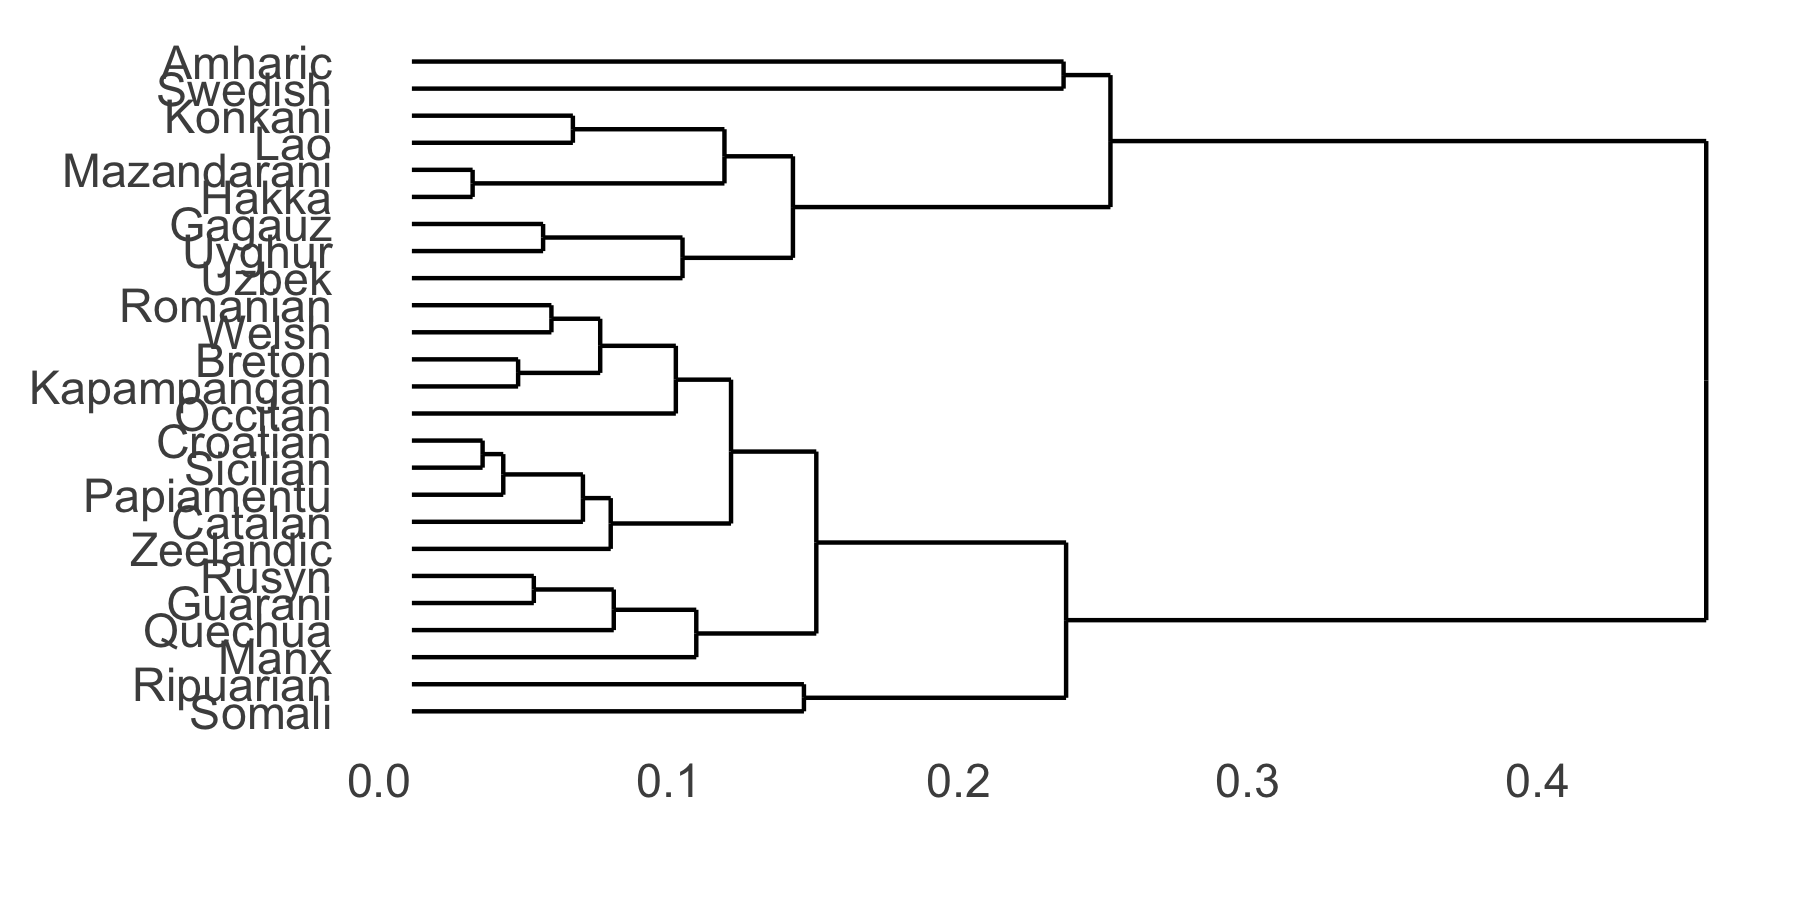 Amharic
Swedish
Konkani
Lao
Mazandarani
Hakka
Gagauz
Uyghur
Uzbek
Romanian
Welsh
Breton
Kapampangan
Occitan
Croatian
Sicilian
Papiamentu
Catalan
Zeelandic
Rusyn
Guarani
Quechua
Manx
Ripuarian
Somali
0.0 0.1 0.2 0.3 0.4